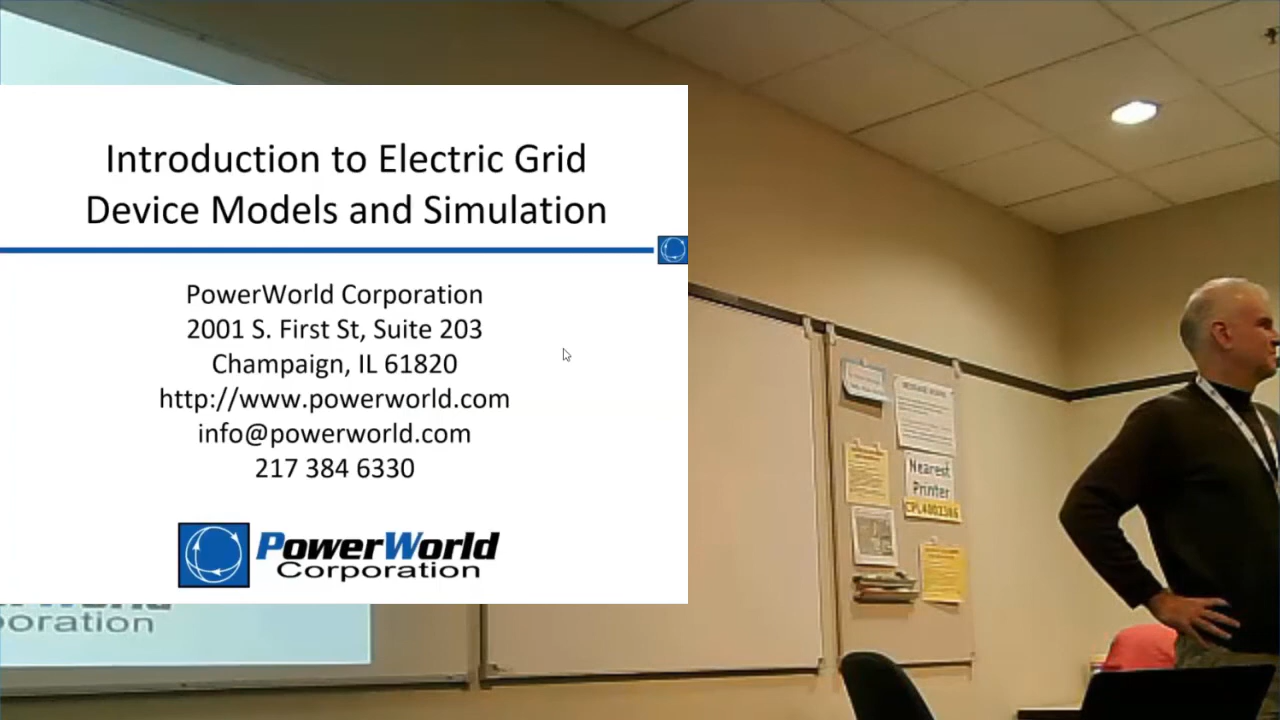 Introduction to Electric Grid
Device Models and Simulation
PowerWorld Corporation
2001 S. First St, Suite 203
Champaign, IL 61820
http://www.powerworld.com
info@powerworld.com
217 384 6330
PowerWorld
Corporation
poration
Nearest
Printer